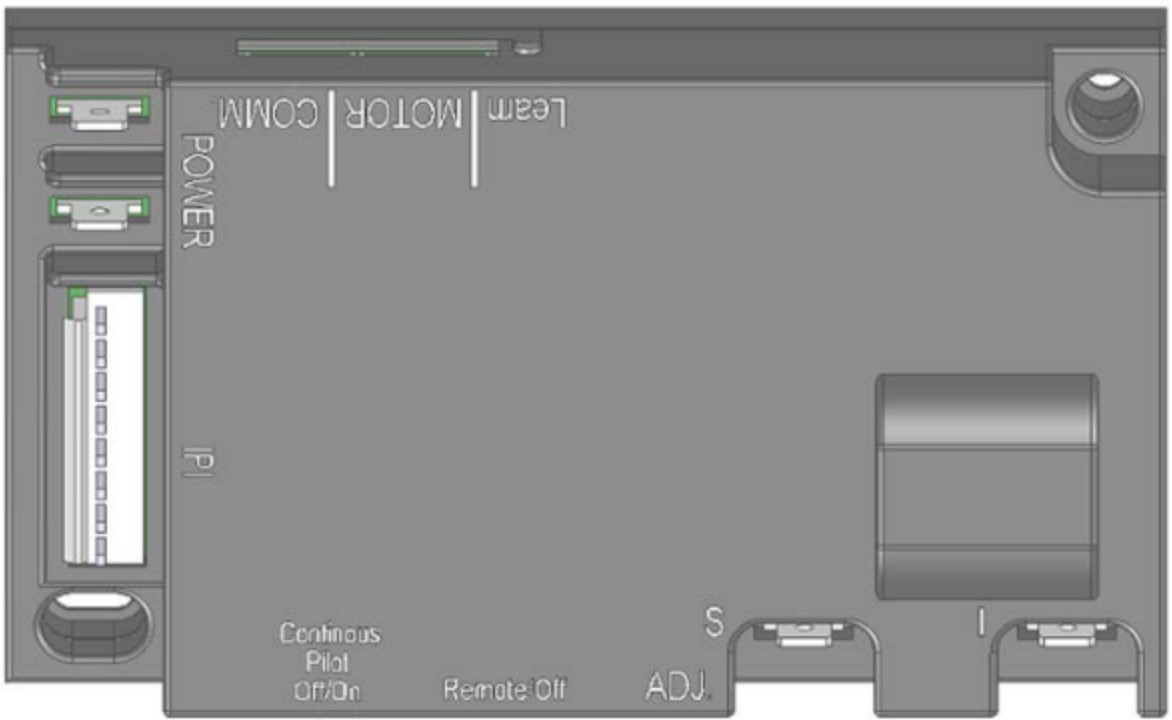 COMM.
MOTOR
Learn
POWER
IPI
Continous
Pilot
Off/On
Remote/Off
ADJ.
S
I